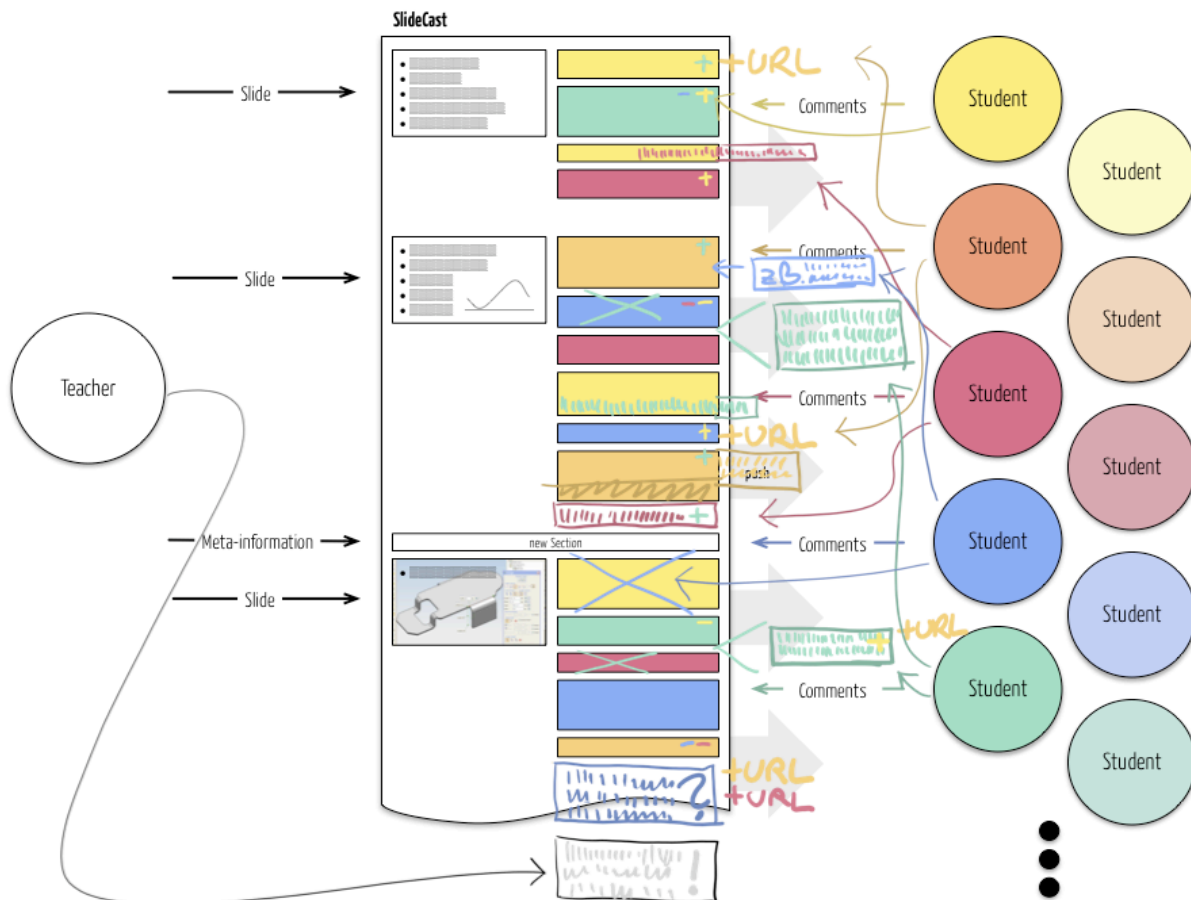 SlideCast
+ +URL
Slide
- +
Comments
Student
Student
+
Student
+
Comments
Slide
zB.
Student
- -
Teacher
Comments
Student
Student
+ +URL
+
push
+
Meta-information
new Section
Comments
Student
Slide
Student
-
+ +URL
Comments
Student
Student
- -
+URL
?
+URL
!